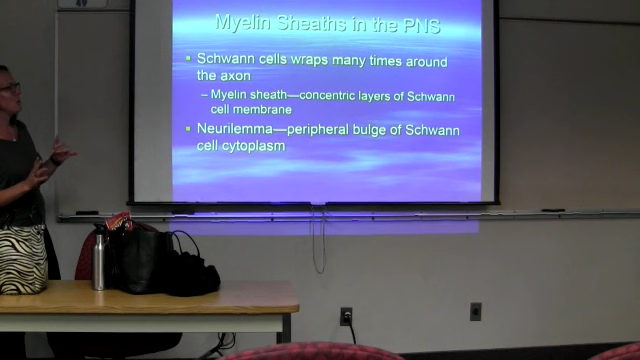 Myelin Sheaths in the PNS
Schwann cells wraps many times around
the axon
– Myelin sheath—concentric layers of Schwann
cell membrane
Neurilemma—peripheral bulge of Schwann
cell cytoplasm